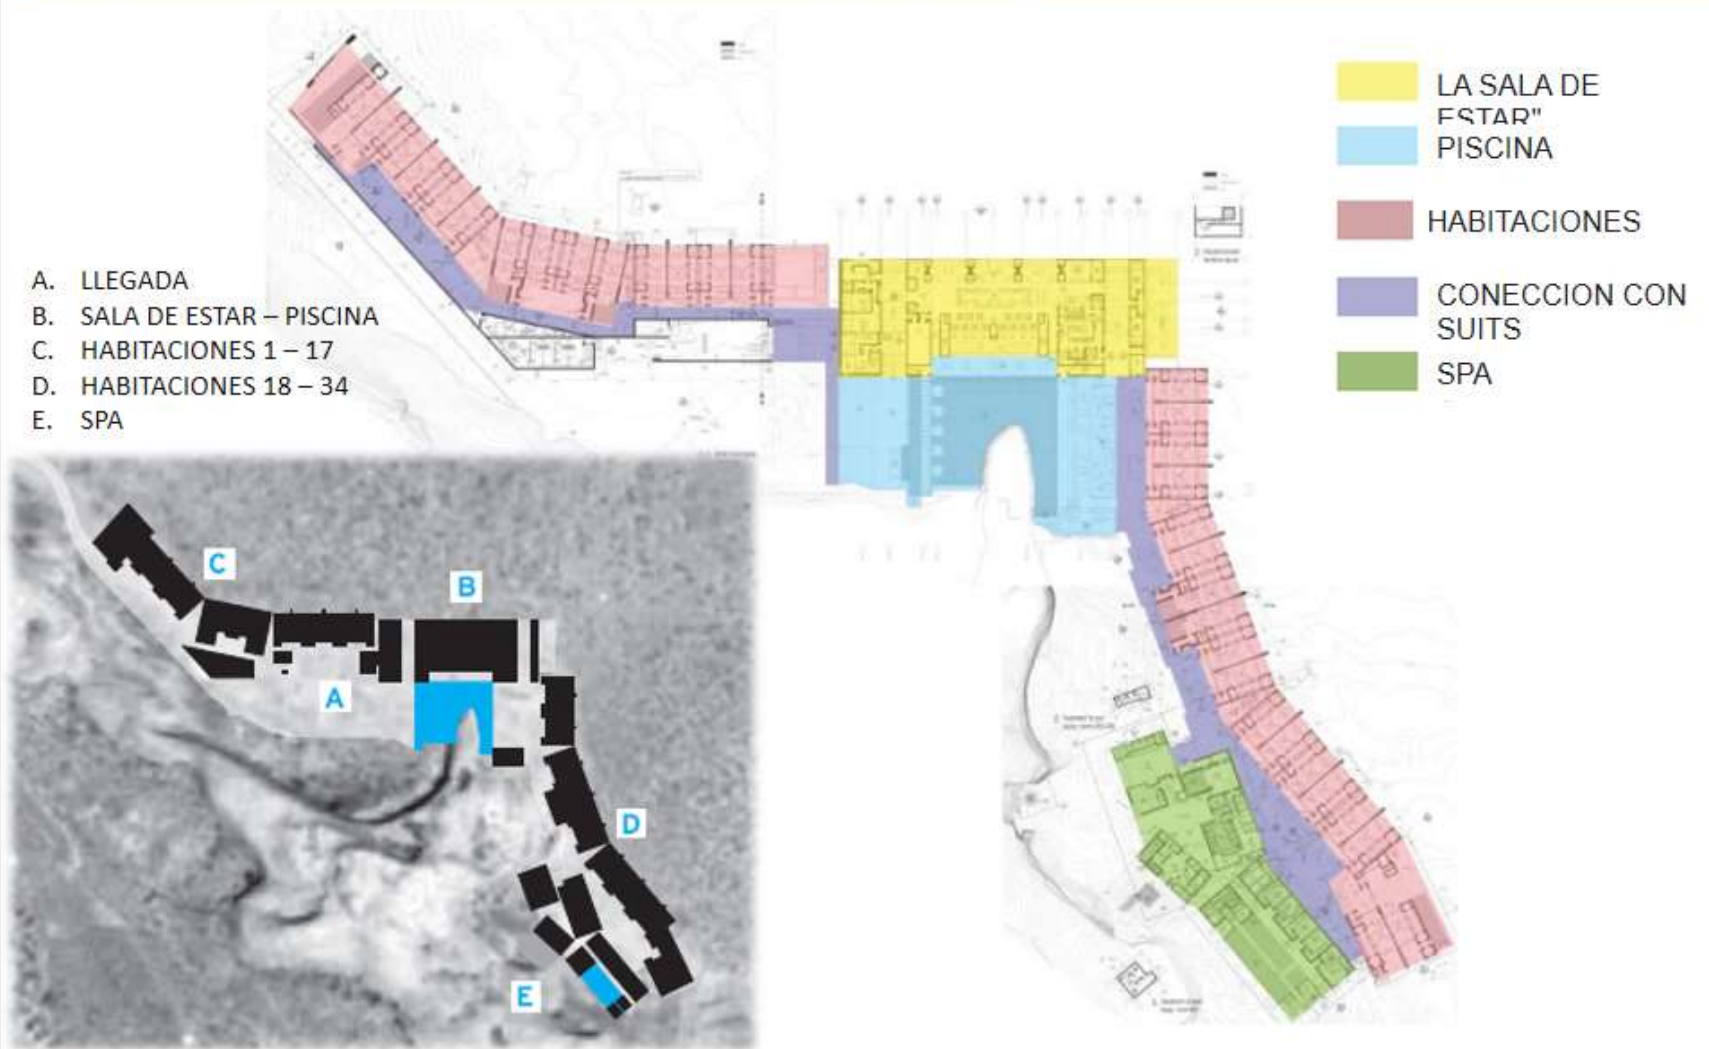 LA SALA DE
ESTAR"
PISCINA
HABITACIONES
CONECCION CON
SUITS
SPA
A. LLEGADA
B. SALA DE ESTAR – PISCINA
C. HABITACIONES 1 – 17
D. HABITACIONES 18 – 34
E. SPA
C
B
A
D
E